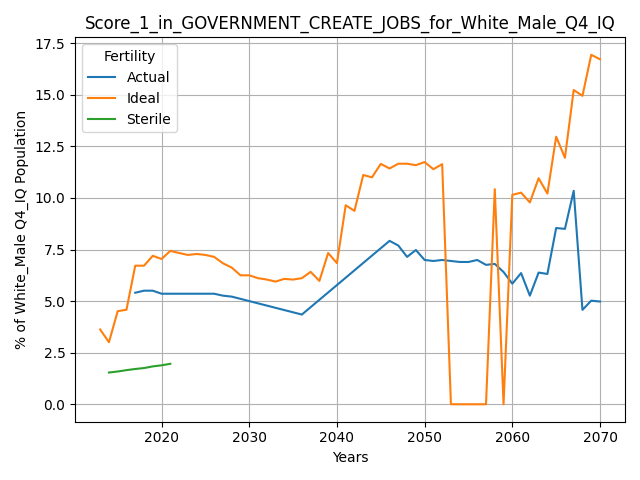 Score_1_in_GOVERNMENT_CREATE_JOBS_for_White_Male_Q4_IQ
Fertility
Actual
Ideal
Sterile
% of White_Male Q4_IQ Population
17.5
15.0
12.5
10.0
7.5
5.0
2.5
0.0
2020 2030 2040 2050 2060 2070
Years